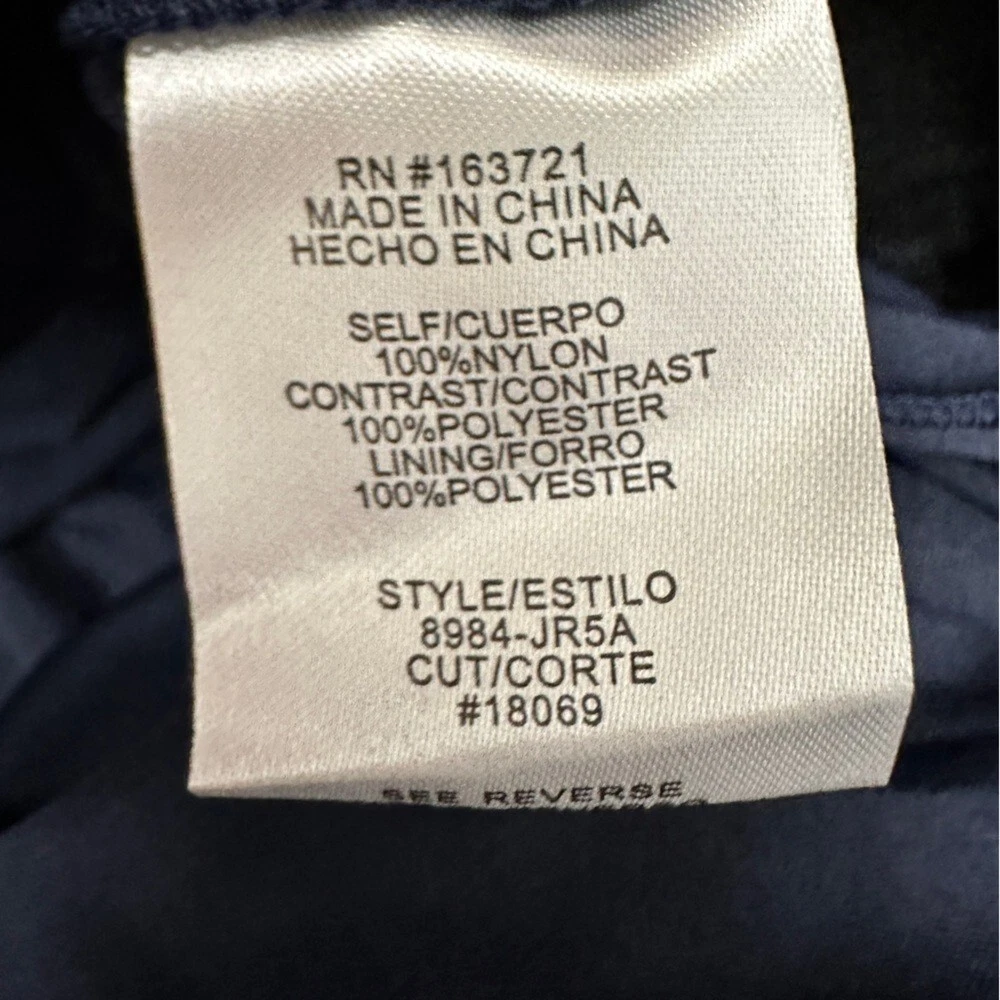 RN #163721
MADE IN CHINA
HECHO EN CHINA
SELF/CUERPO
100%NYLON
CONTRAST/CONTRAST
100%POLYESTER
LINING/FORRO
100%POLYESTER
STYLE/ESTILO
8984-JR5A
CUT/CORTE
#18069
SEE REVERSE